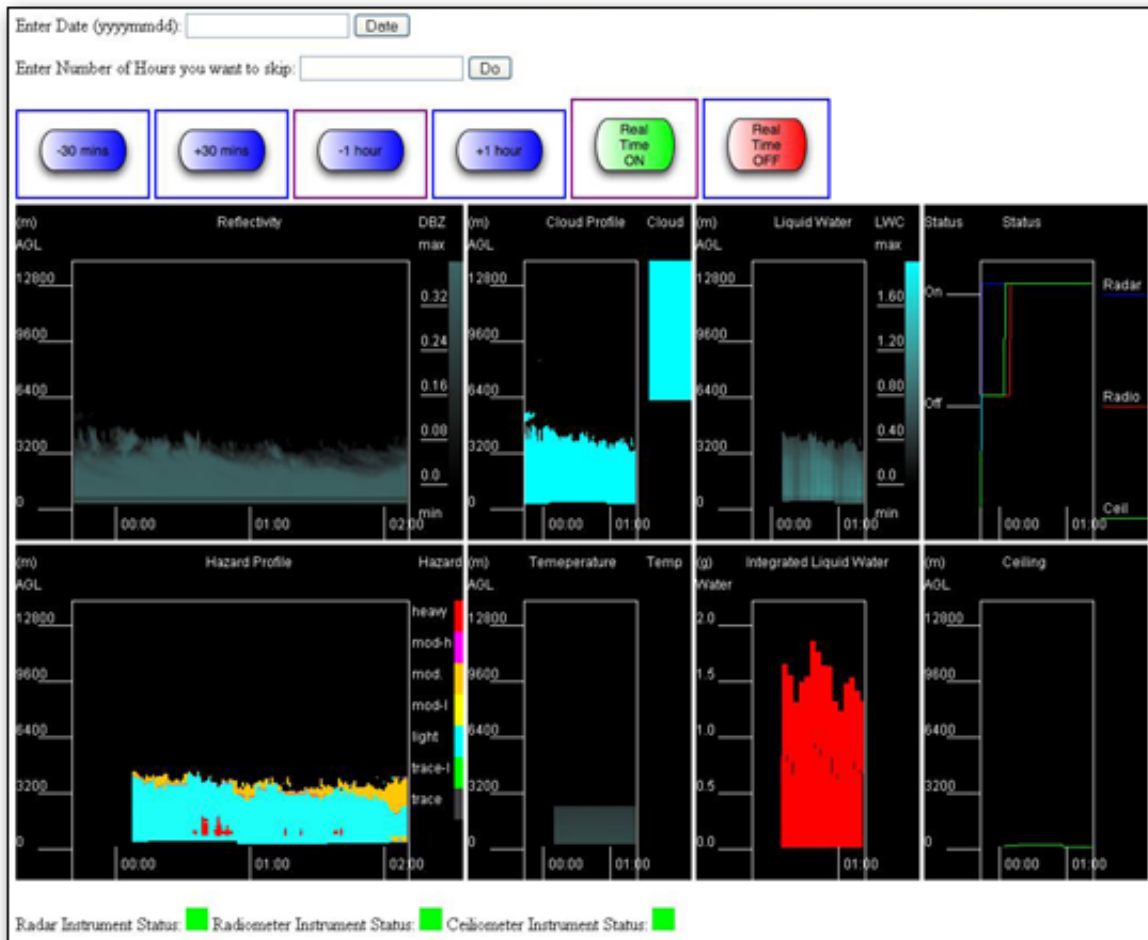 Enter Date (yyyymmdd): Date
Enter Number of Hours you want to skip: Do
-30 mins
+30 mins
-1 hour
+1 hour
Real
Time
ON
Real
Time
OFF
(m) Reflectivity DBZ
AGL max
12800
9600
6400
3200
0
0.32
0.24
0.16
0.08
0.0
min
00:00 01:00 02:00
(m) Cloud Profile Cloud
AGL
12800
9600
6400
3200
0
00:00 01:00
(m) Liquid Water LWC
AGL max
12800
9600
6400
3200
0
1.60
1.20
0.80
0.40
0.0
min
00:00 01:00
Status Status
On
Off
Radar
Radio
Ceil
00:00 01:00
(m) Hazard Profile Hazard
AGL
12800
9600
6400
3200
0
heavy
mod-h
mod.
mod-l
light
trace-l
trace
00:00 01:00 02:00
(m) Temeperature Temp
AGL
12800
9600
6400
3200
0
00:00 01:00
(g) Integrated Liquid Water
Water
2.0
1.5
1.0
0.5
0.0
01:00
(m) Ceiling
AGL
12800
9600
6400
3200
0
00:00 01:00
Radar Instrument Status: Radiometer Instrument Status: Ceiliometer Instrument Status: